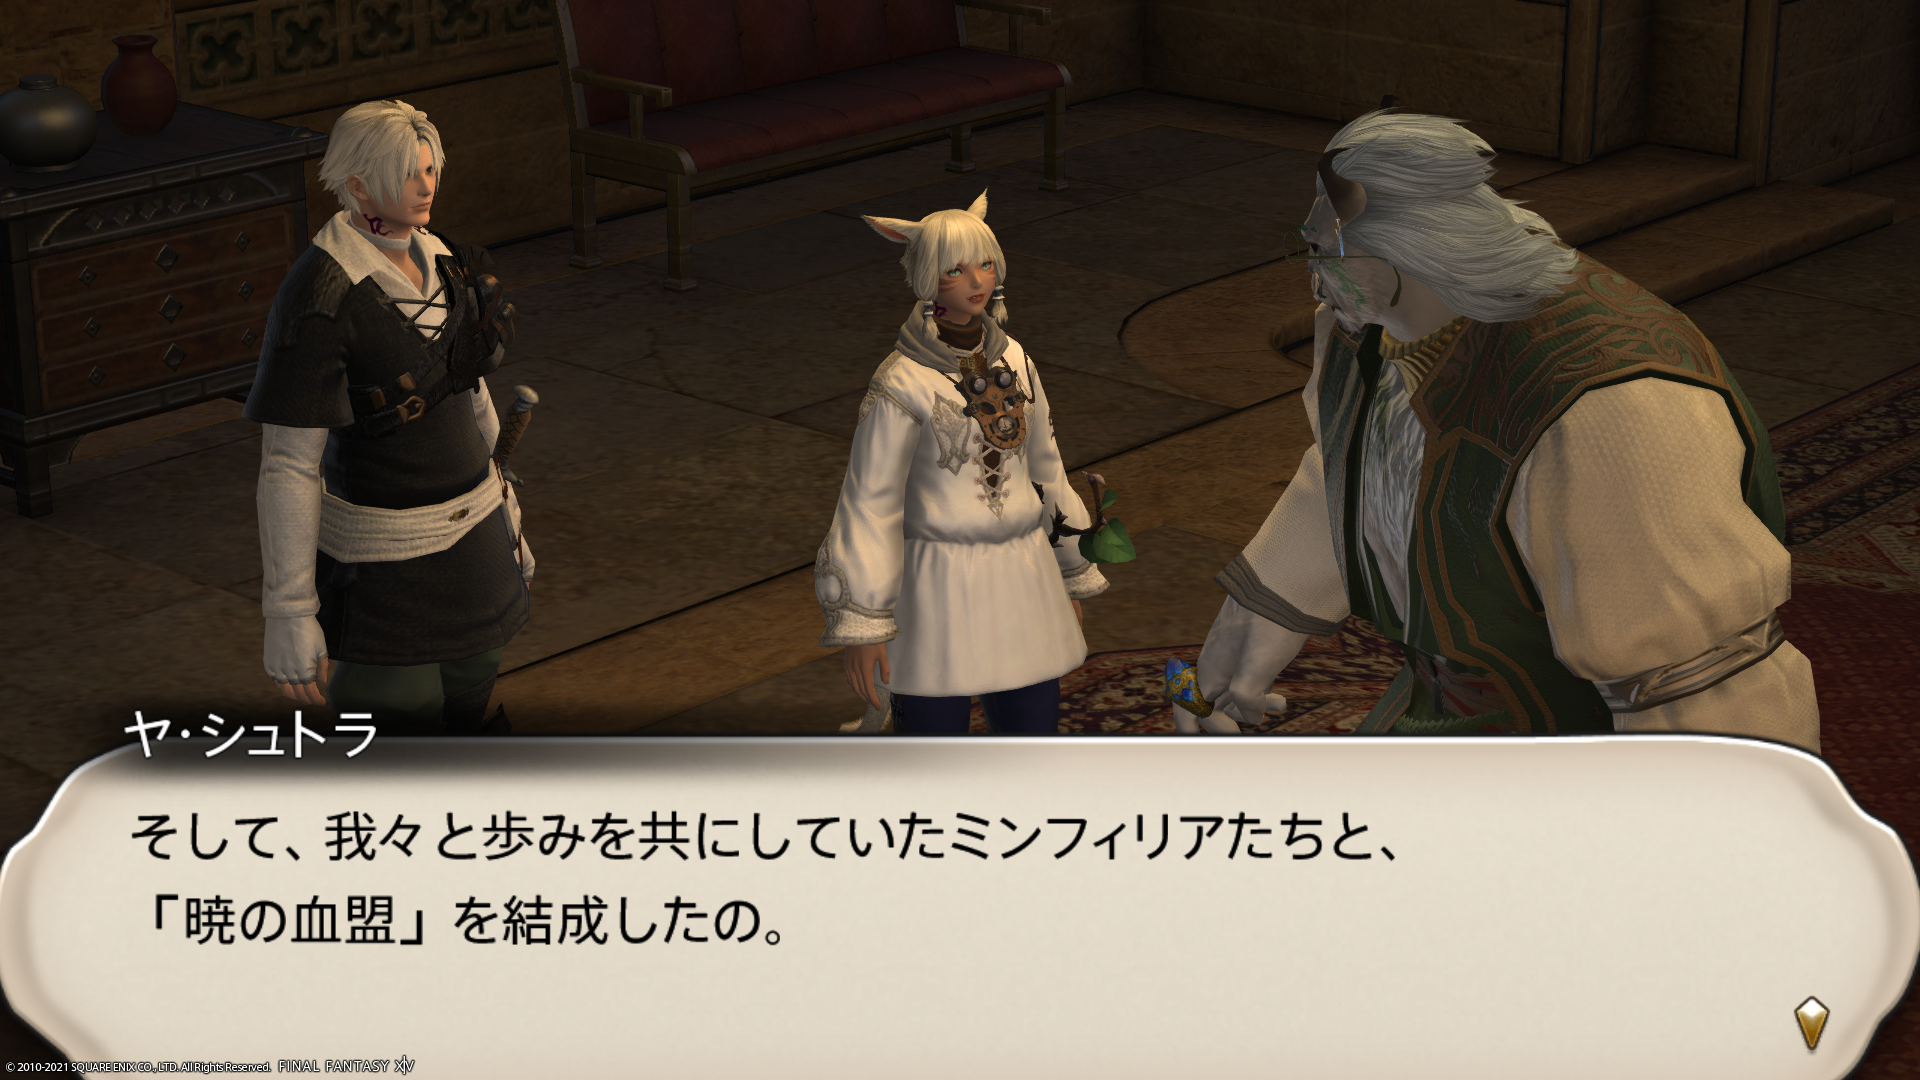 ヤ・シュトラ
そして、我々と歩みを共にしていたミンフィリアたちと、
「暁の血盟」を結成したの。
© 2010-2021 SQUARE ENIX CO., LTD. All Rights Reserved. FINAL FANTASY XIV